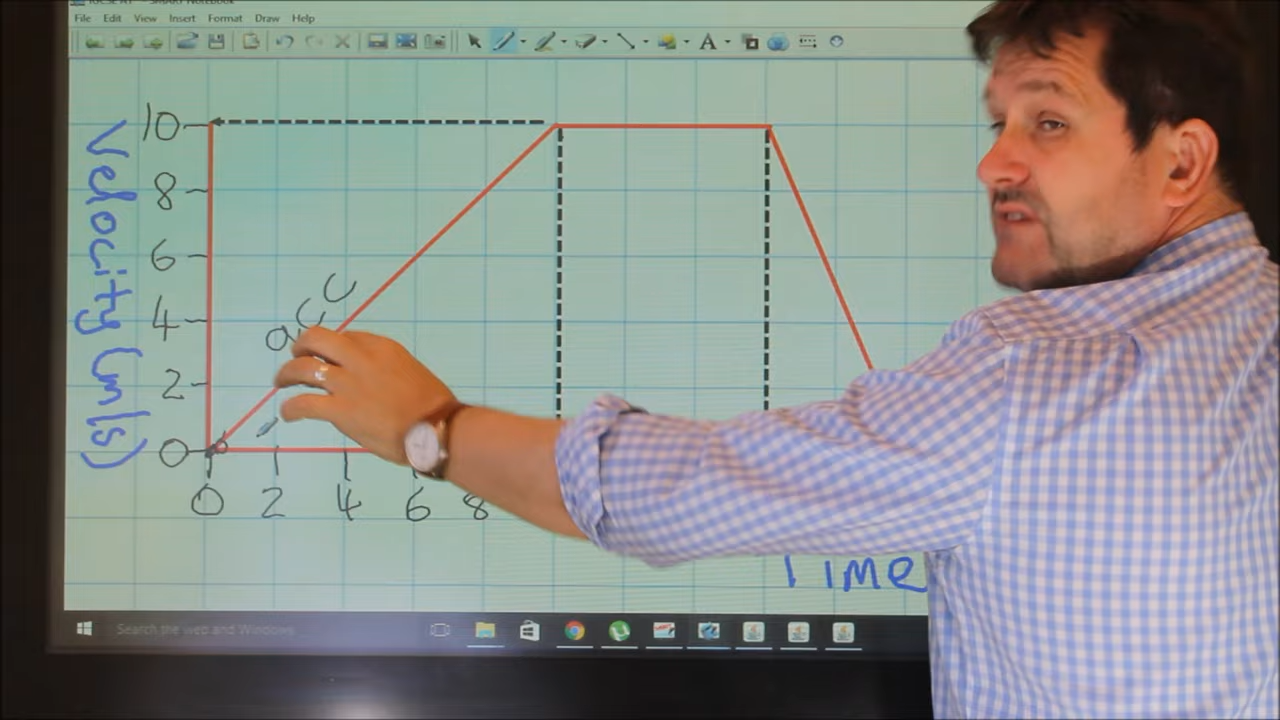 File Edit View Insert Format Draw Help
10
8
6
4
2
0
Velocity (m/s)
acc
0 2 4 6 8
Time
Search the web and Windows